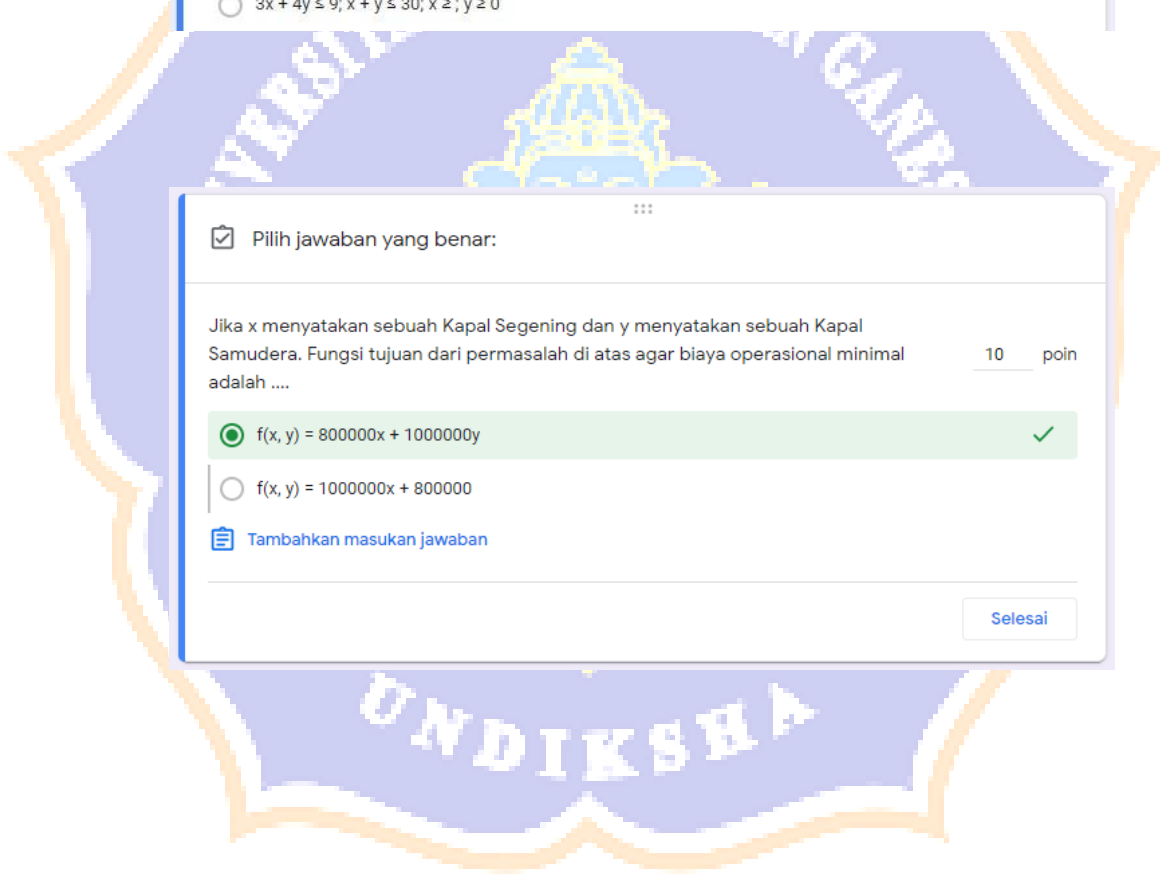 3x + 4y ≤ 9; x + y ≤ 30; x ≥ ; y ≥ 0
Pilih jawaban yang benar:
Jika x menyatakan sebuah Kapal Segening dan y menyatakan sebuah Kapal
Samudera. Fungsi tujuan dari permasalah di atas agar biaya operasional minimal
adalah ....
10 poin
f(x, y) = 800000x + 1000000y
f(x, y) = 1000000x + 800000
Tambahkan masukan jawaban
Selesai
UNDIKSHA